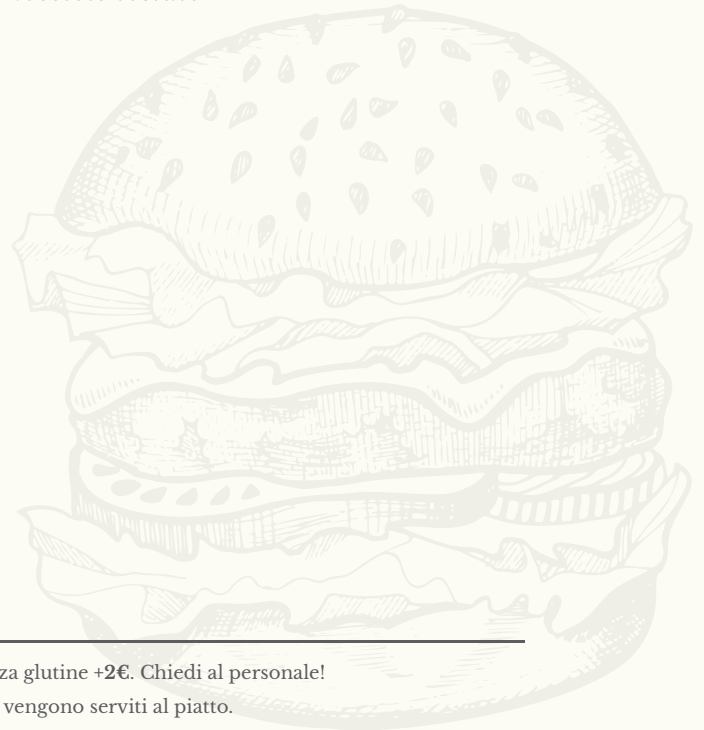 za glutine +2€. Chiedi al personale!
vengono serviti al piatto.